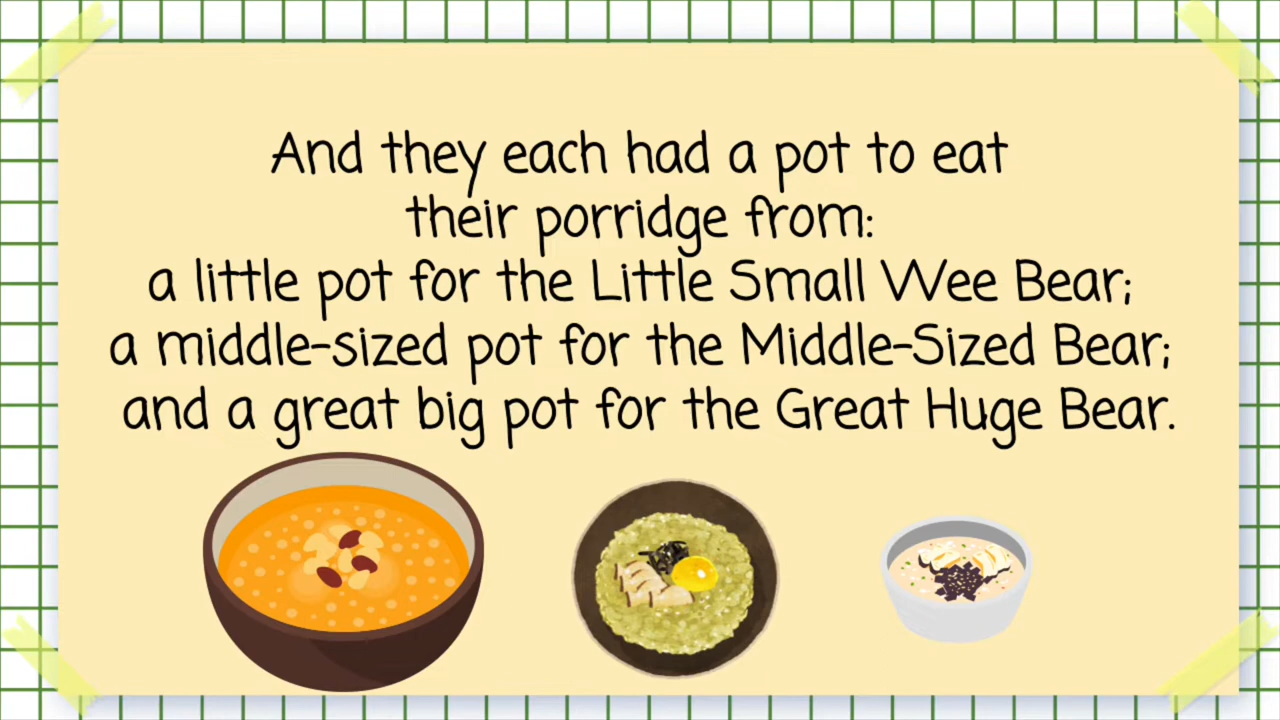 And they each had a pot to eat
their porridge from:
a little pot for the Little Small Wee Bear;
a middle-sized pot for the Middle-Sized Bear;
and a great big pot for the Great Huge Bear.